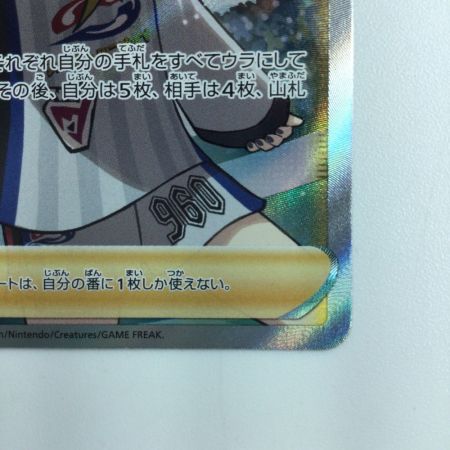 それぞれ自分の手札をすべてウラにして
その後、自分は5枚、相手は4枚、山札
960
ートは、自分の番に1枚しか使えない。
/Nintendo/Creatures/GAME FREAK.